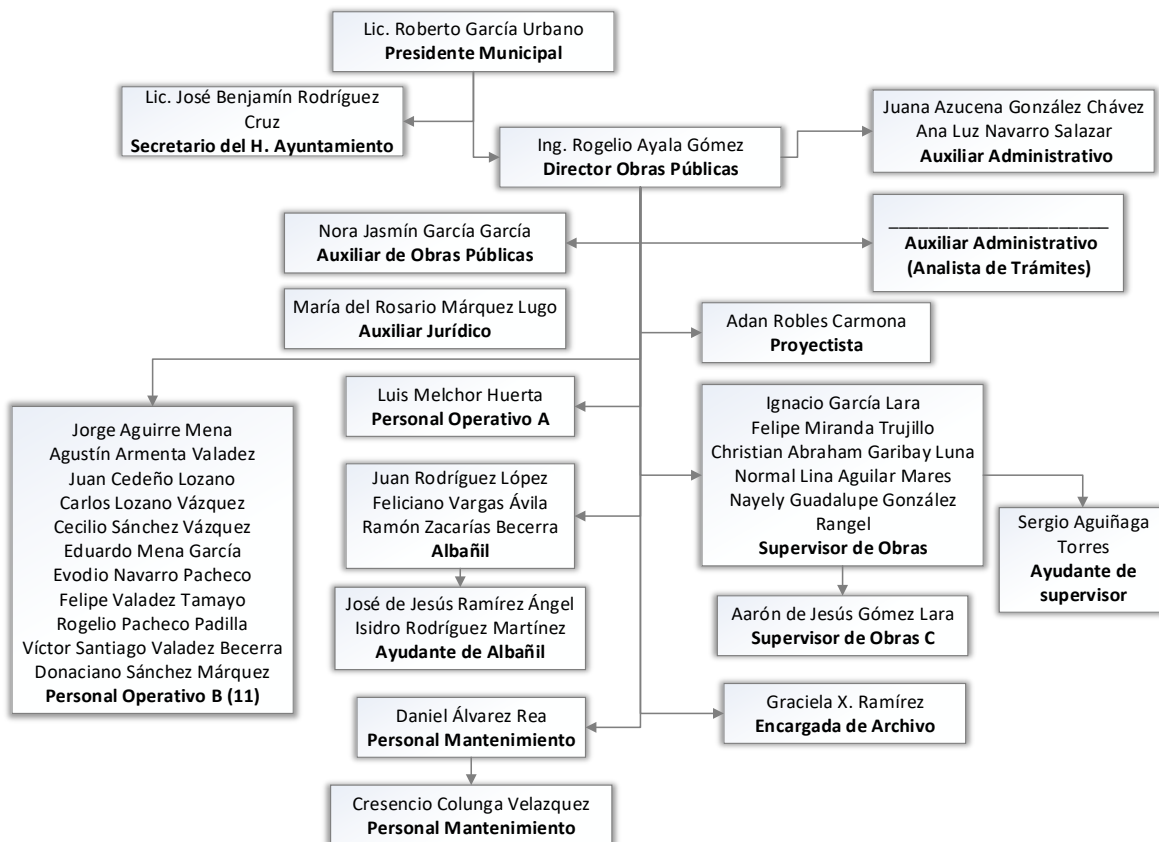 Lic. Roberto García Urbano
Presidente Municipal
Lic. José Benjamín Rodríguez
Cruz
Secretario del H. Ayuntamiento
Ing. Rogelio Ayala Gómez
Director Obras Públicas
Juana Azucena González Chávez
Ana Luz Navarro Salazar
Auxiliar Administrativo
Nora Jasmín García García
Auxiliar de Obras Públicas
________________________
Auxiliar Administrativo
(Analista de Trámites)
María del Rosario Márquez Lugo
Auxiliar Jurídico
Adan Robles Carmona
Proyectista
Luis Melchor Huerta
Personal Operativo A
Jorge Aguirre Mena
Agustín Armenta Valadez
Juan Cedeño Lozano
Carlos Lozano Vázquez
Cecilio Sánchez Vázquez
Eduardo Mena García
Evodio Navarro Pacheco
Felipe Valadez Tamayo
Rogelio Pacheco Padilla
Víctor Santiago Valadez Becerra
Donaciano Sánchez Márquez
Personal Operativo B (11)
Ignacio García Lara
Felipe Miranda Trujillo
Christian Abraham Garibay Luna
Normal Lina Aguilar Mares
Nayely Guadalupe González
Rangel
Supervisor de Obras
Juan Rodríguez López
Feliciano Vargas Ávila
Ramón Zacarías Becerra
Albañil
Sergio Aguiñaga
Torres
Ayudante de
supervisor
José de Jesús Ramírez Ángel
Isidro Rodríguez Martínez
Ayudante de Albañil
Aarón de Jesús Gómez Lara
Supervisor de Obras C
Daniel Álvarez Rea
Personal Mantenimiento
Graciela X. Ramírez
Encargada de Archivo
Cresencio Colunga Velazquez
Personal Mantenimiento